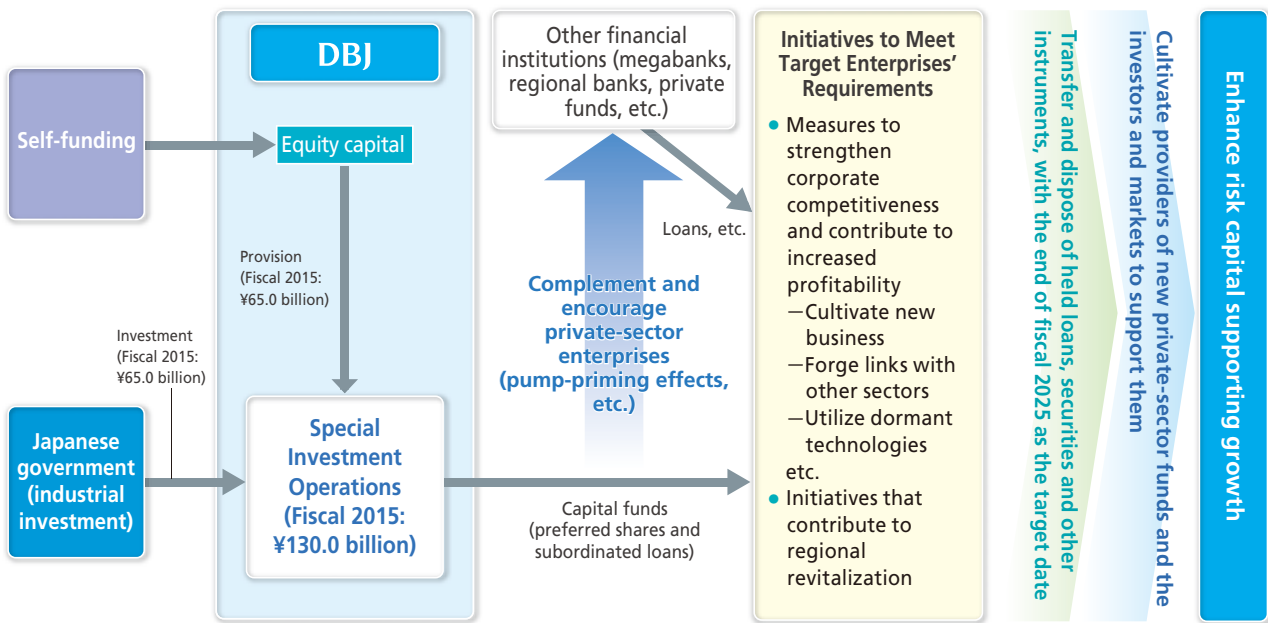 DBJ
Self-funding
Equity capital
Provision
(Fiscal 2015:
¥65.0 billion)
Investment
(Fiscal 2015:
¥65.0 billion)
Japanese
government
(industrial
investment)
Special
Investment
Operations
(Fiscal 2015:
¥130.0 billion)
Other financial
institutions (megabanks,
regional banks, private
funds, etc.)
Loans, etc.
Complement and
encourage
private-sector
enterprises
(pump-priming effects,
etc.)
Capital funds
(preferred shares and
subordinated loans)
Initiatives to Meet
Target Enterprises’
Requirements
• Measures to
strengthen
corporate
competitiveness
and contribute to
increased
profitability
—Cultivate new
business
—Forge links with
other sectors
—Utilize dormant
technologies
etc.
• Initiatives that
contribute to
regional
revitalization
Transfer and dispose of held loans, securities and other
instruments, with the end of fiscal 2025 as the target date
Cultivate providers of new private-sector funds and the
investors and markets to support them
Enhance risk capital supporting growth